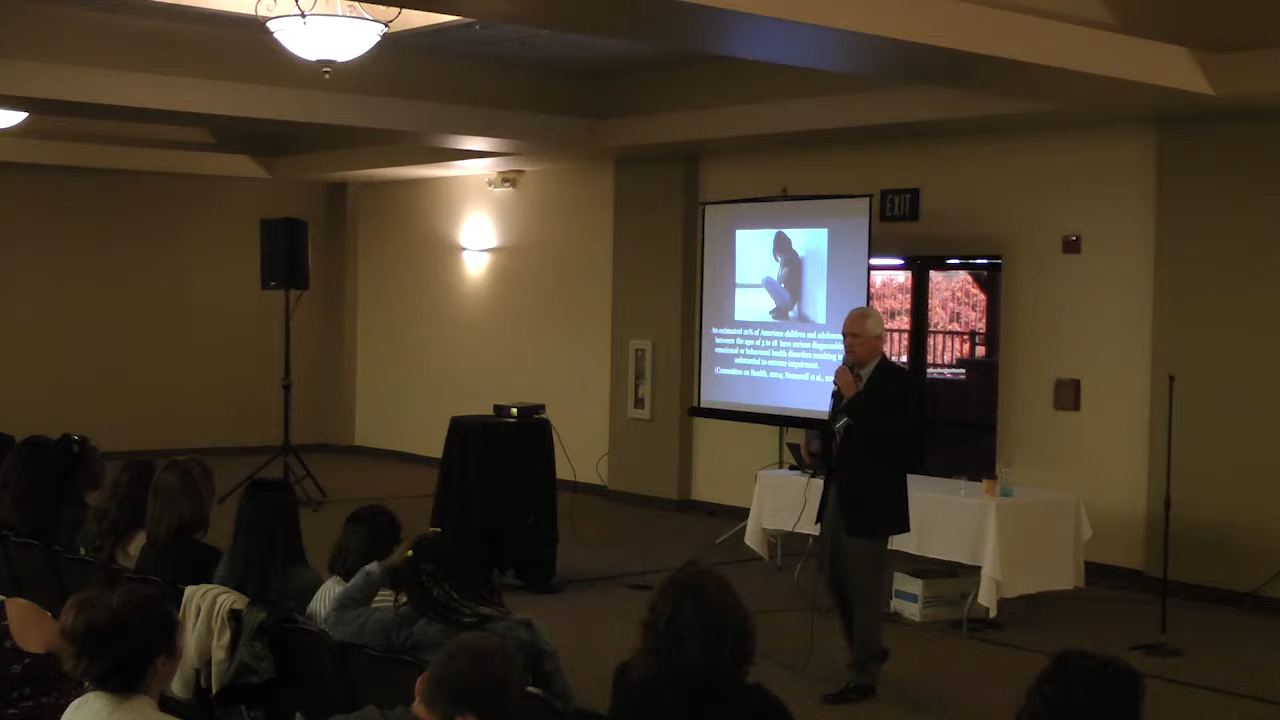 EXIT
An estimated 20% of American children and adolescents
between the ages of 5 to 18 have serious diagnosable
emotional or behavioral health disorders resulting in
substantial to extreme impairment.
(Committee on Health,